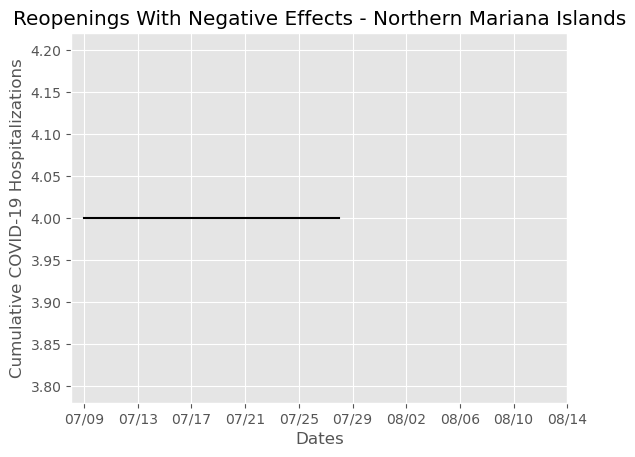 Reopenings With Negative Effects - Northern Mariana Islands
Cumulative COVID-19 Hospitalizations
4.20
4.15
4.10
4.05
4.00
3.95
3.90
3.85
3.80
07/09 07/13 07/17 07/21 07/25 07/29 08/02 08/06 08/10 08/14
Dates